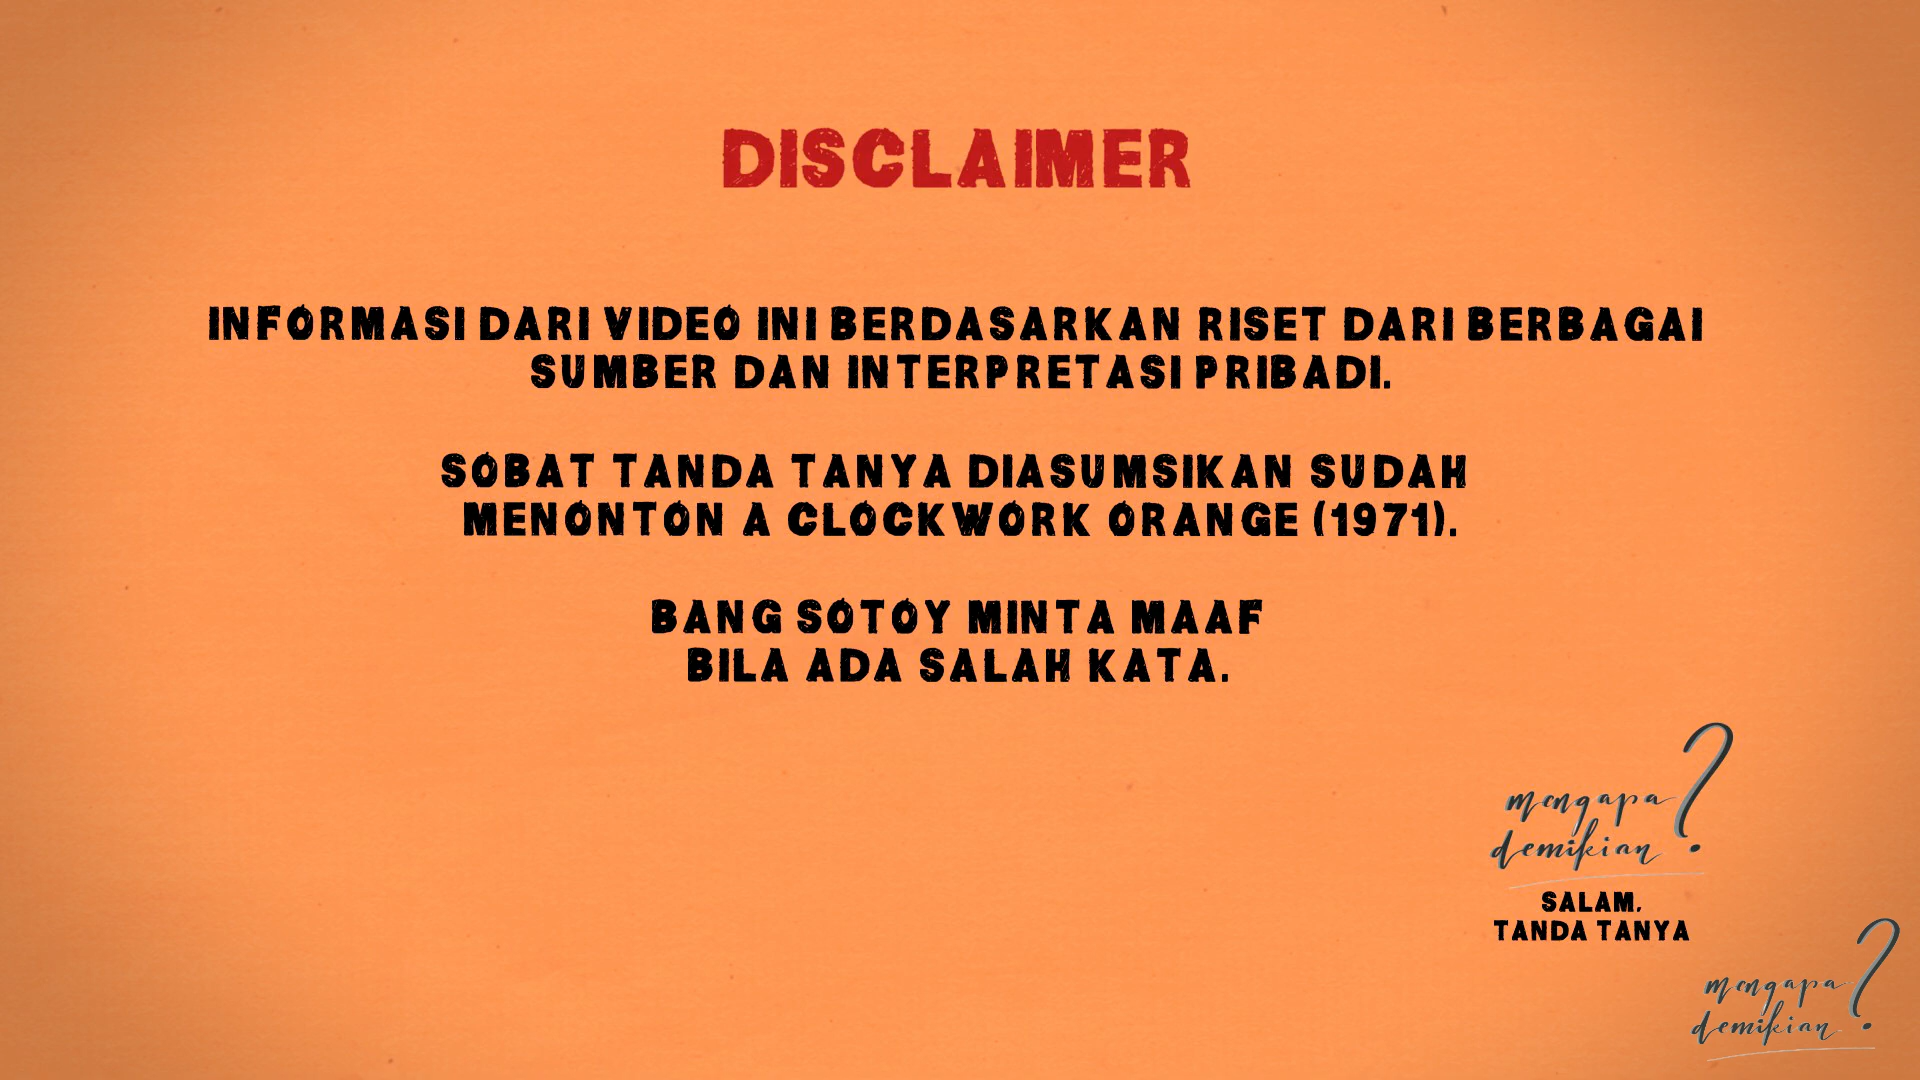 DISCLAIMER
INFORMASI DARI VIDEO INI BERDASARKAN RISET DARI BERBAGAI
SUMBER DAN INTERPRETASI PRIBADI.
SOBAT TANDA TANYA DIASUMSIKAN SUDAH
MENONTON A CLOCKWORK ORANGE (1971).
BANG SOTOY MINTA MAAF
BILA ADA SALAH KATA.
mengapa
demikian ?
SALAM,
TANDA TANYA
mengapa
demikian ?